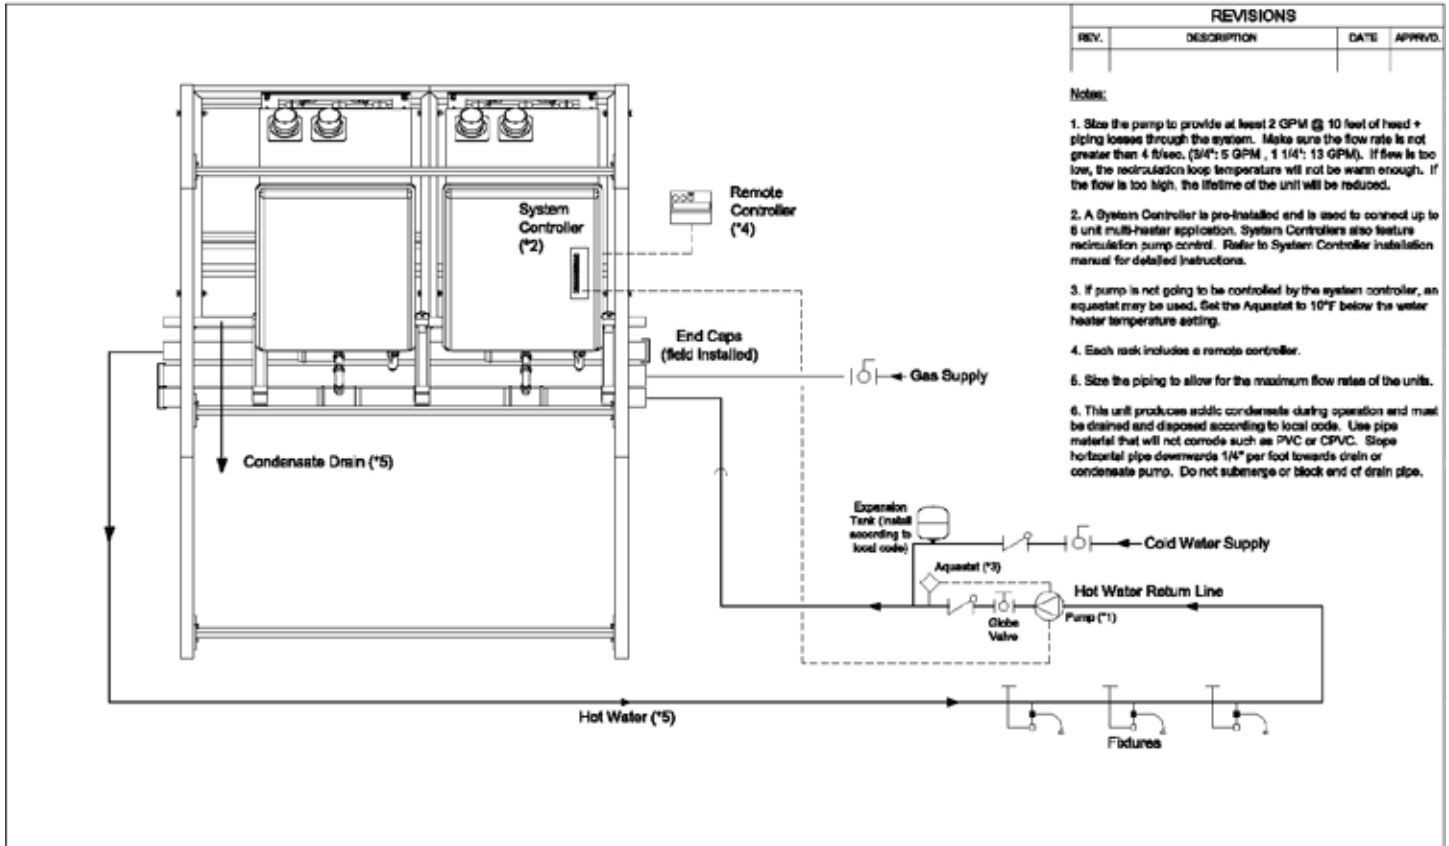 REVISIONS
REV. DESCRIPTION DATE APPRVD.
Notes:
1. Size the pump to provide at least 2 GPM @ 10 feet of head +
piping losses through the system. Make sure the flow rate is not
greater than 4 ft/sec. (3/4": 5 GPM , 1 1/4": 13 GPM). If flow is too
low, the recirculation loop temperature will not be warm enough. If
the flow is too high, the lifetime of the unit will be reduced.
2. A System Controller is pre-installed and is used to connect up to
6 unit multi-heater application. System Controllers also feature
recirculation pump control. Refer to System Controller installation
manual for detailed instructions.
3. If pump is not going to be controlled by the system controller, an
aquastat may be used. Set the Aquastat to 10°F below the water
heater temperature setting.
4. Each rack includes a remote controller.
5. Size the piping to allow for the maximum flow rates of the units.
6. This unit produces acidic condensate during operation and must
be drained and disposed according to local code. Use pipe
material that will not corrode such as PVC or CPVC. Slope
horizontal pipe downwards 1/4" per foot towards drain or
condensate pump. Do not submerge or block end of drain pipe.
System
Controller
(*2)
Remote
Controller
(*4)
End Caps
(field Installed)
Gas Supply
Condensate Drain (*5)
Expansion
Tank (install
according to
local code)
Cold Water Supply
Aquastat (*3)
Hot Water Return Line
Globe
Valve
Pump (*1)
Hot Water (*5)
Fixtures